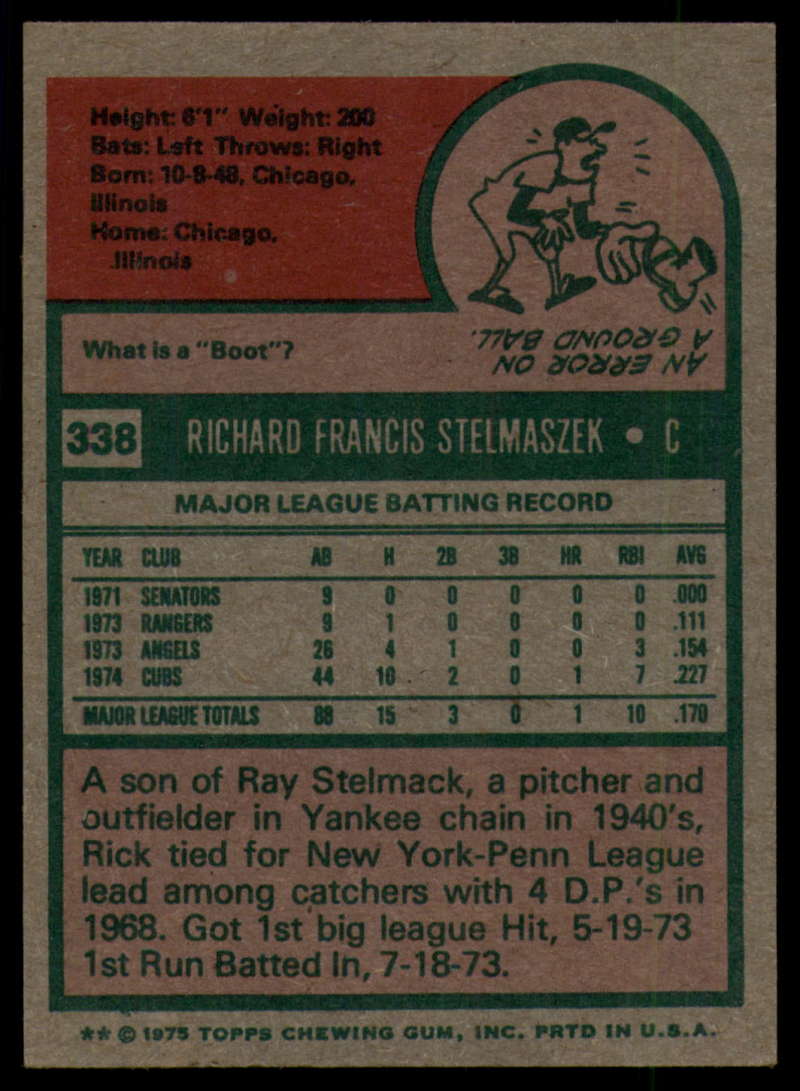 Height: 6'1" Weight: 200
Bats: Left Throws: Right
Born: 10-8-48, Chicago,
Illinois
Home: Chicago,
Illinois
What is a "Boot"?
AN ERROR ON
A GROUND BALL.
338 RICHARD FRANCIS STELMASZEK • C
MAJOR LEAGUE BATTING RECORD
YEAR CLUB AB H 2B 3B HR RBI AVG
1971 SENATORS 9 0 0 0 0 0 .000
1973 RANGERS 9 1 0 0 0 0 .111
1973 ANGELS 26 4 1 0 0 3 .154
1974 CUBS 44 10 2 0 1 7 .227
MAJOR LEAGUE TOTALS 88 15 3 0 1 10 .170
A son of Ray Stelmack, a pitcher and
outfielder in Yankee chain in 1940's,
Rick tied for New York-Penn League
lead among catchers with 4 D.P.'s in
1968. Got 1st big league Hit, 5-19-73
1st Run Batted In, 7-18-73.
** © 1975 TOPPS CHEWING GUM, INC. PRTD IN U.S.A.